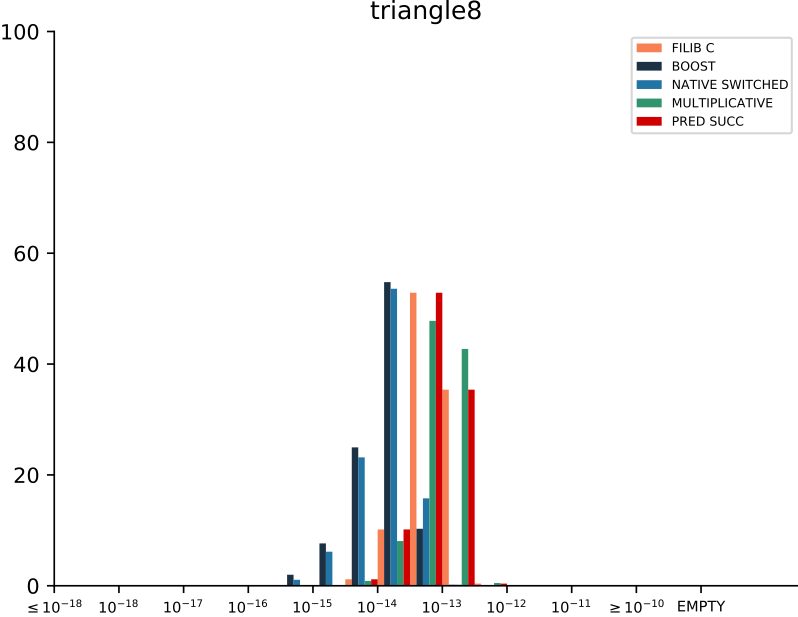 triangle8
100
80
60
40
20
0
FILIB C
BOOST
NATIVE SWITCHED
MULTIPLICATIVE
PRED SUCC
≤ 10⁻¹⁸ 10⁻¹⁸ 10⁻¹⁷ 10⁻¹⁶ 10⁻¹⁵ 10⁻¹⁴ 10⁻¹³ 10⁻¹² 10⁻¹¹ ≥ 10⁻¹⁰ EMPTY